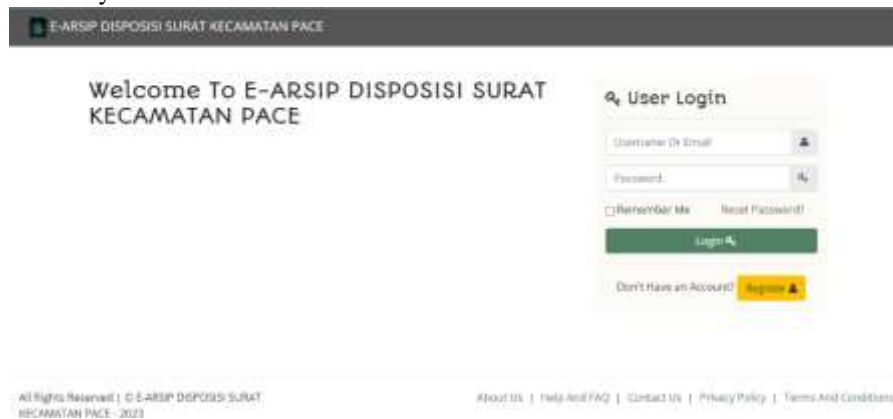 E-ARSIP DISPOSISI SURAT KECAMATAN PACE
Welcome To E-ARSIP DISPOSISI SURAT
KECAMATAN PACE
User Login
Username Or Email
Password
Remember Me Reset Password?
Login
Don't Have an Account? Register
All Rights Reserved | © E-ARSIP DISPOSISI SURAT
KECAMATAN PACE - 2023
About Us | Help And FAQ | Contact Us | Privacy Policy | Terms And Conditions